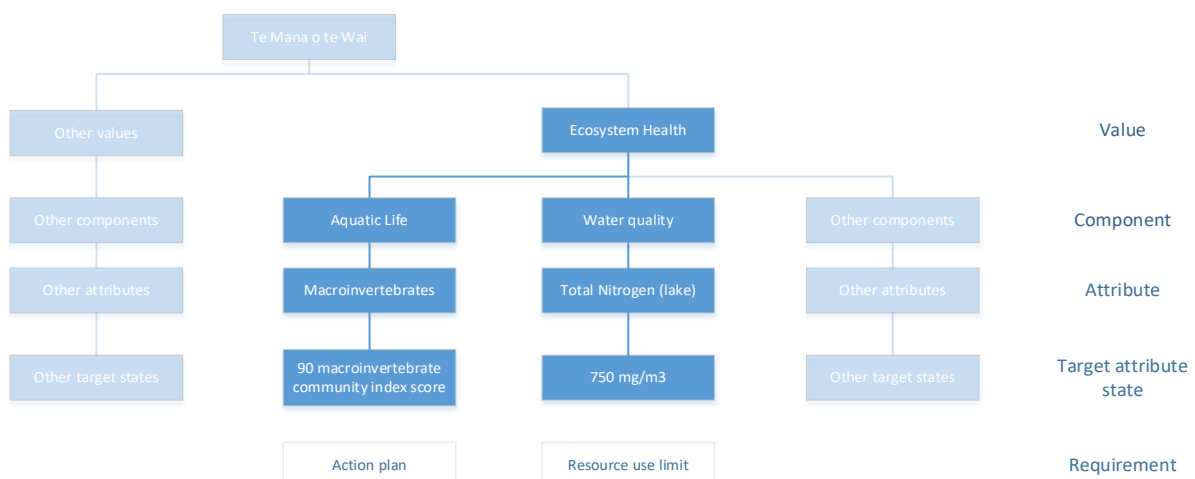 Te Mana o te Wai
Other values
Ecosystem Health
Value
Other components
Aquatic Life
Water quality
Other components
Component
Other attributes
Macroinvertebrates
Total Nitrogen (lake)
Other attributes
Attribute
Other target states
90 macroinvertebrate
community index score
750 mg/m3
Other target states
Target attribute
state
Action plan
Resource use limit
Requirement